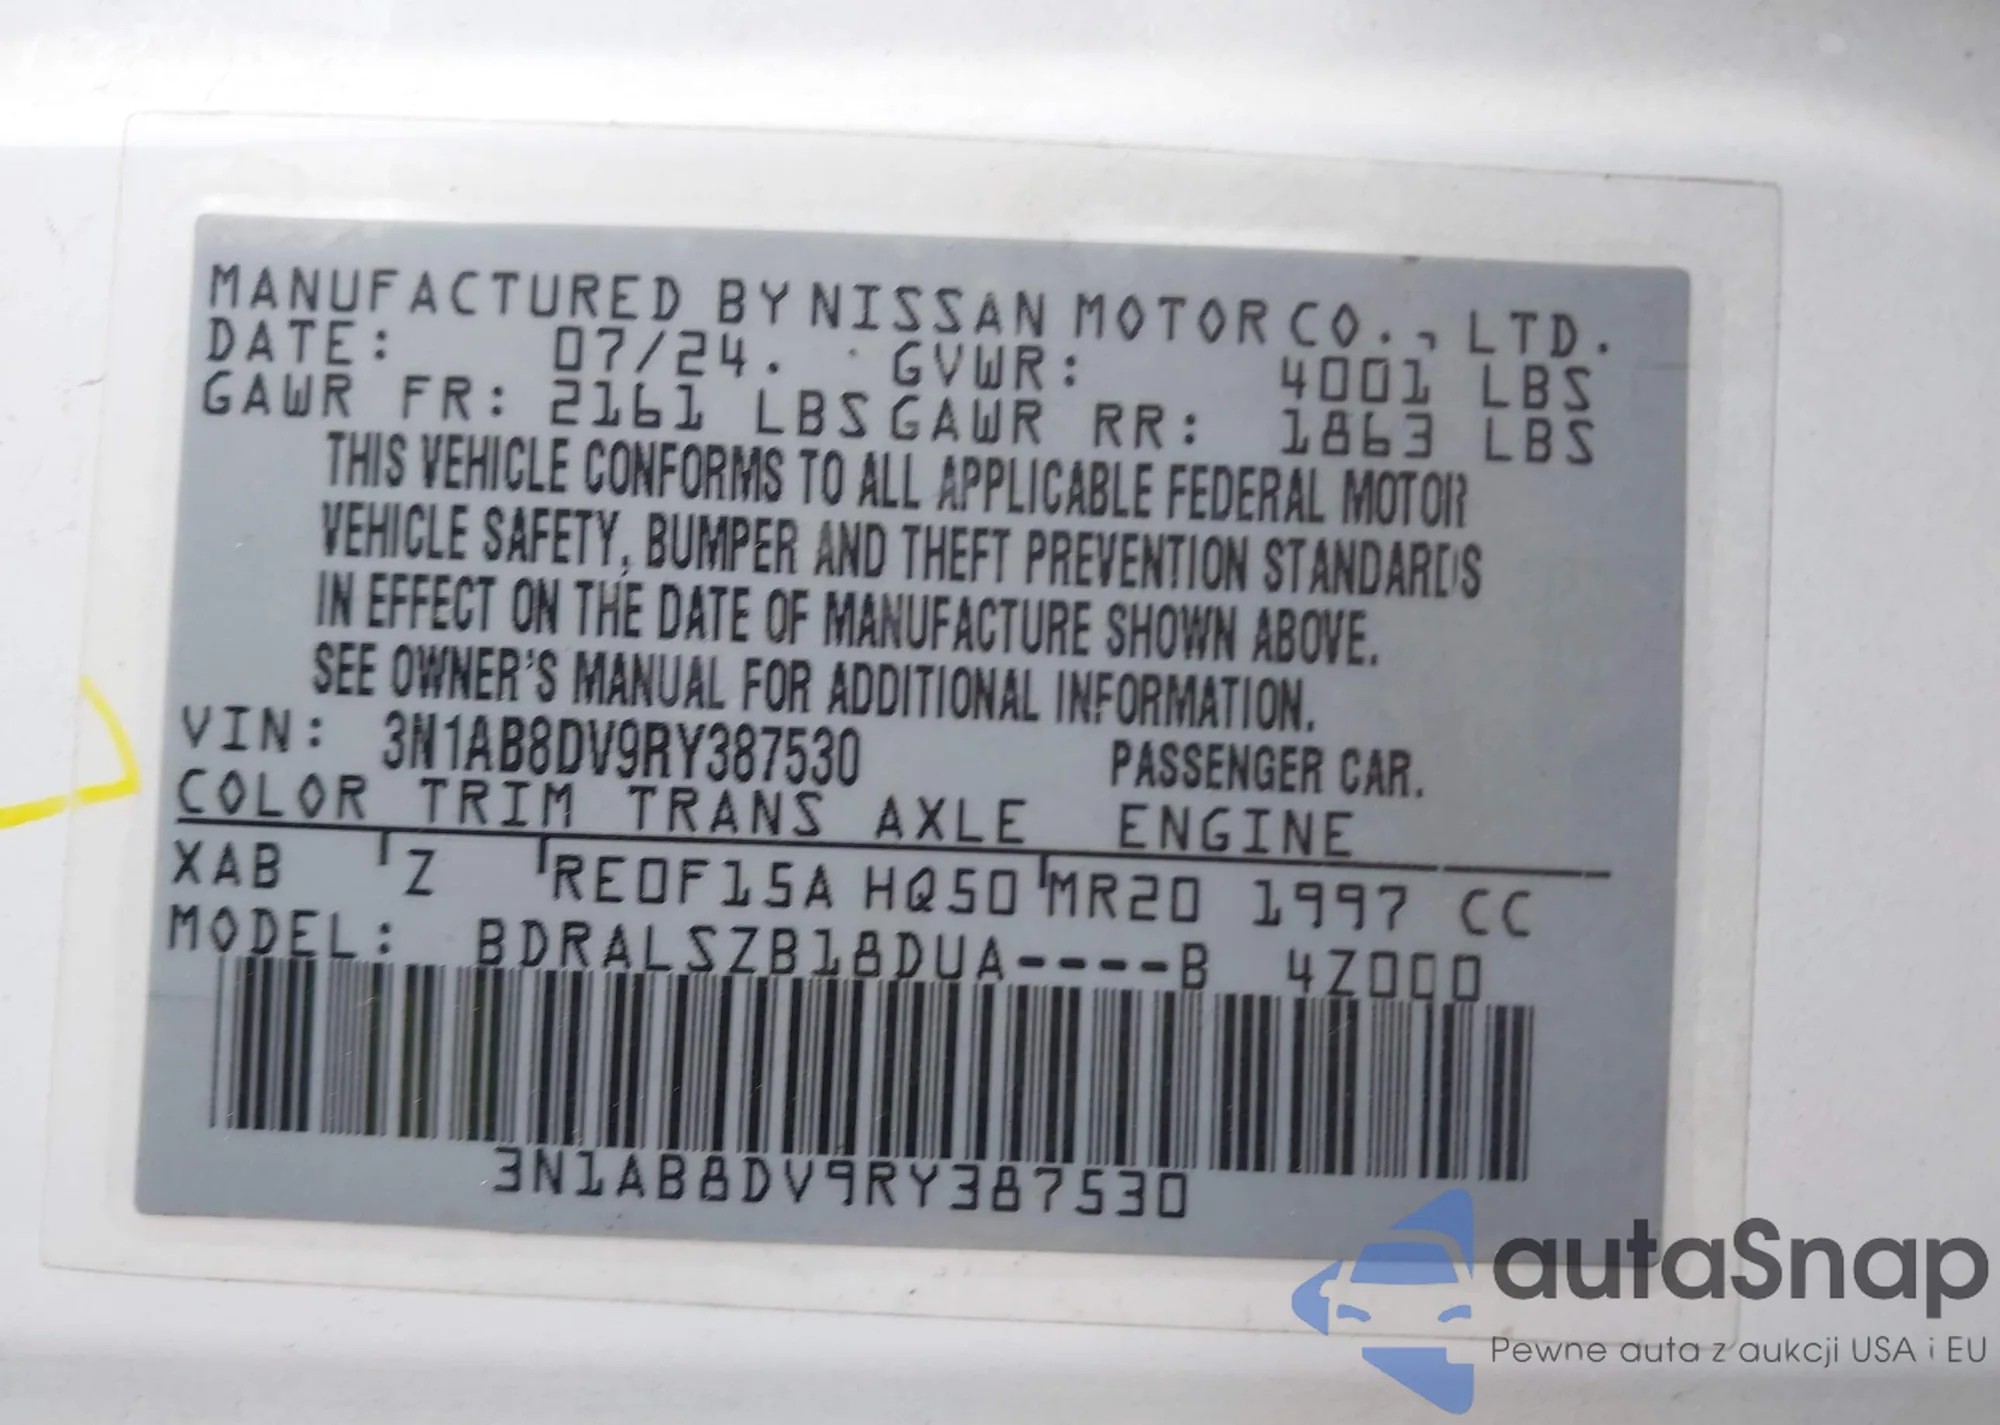 MANUFACTURED BY NISSAN MOTOR CO., LTD.
DATE: 07/24. GVWR: 4001 LBS
GAWR FR: 2161 LBS GAWR RR: 1863 LBS
THIS VEHICLE CONFORMS TO ALL APPLICABLE FEDERAL MOTOR
VEHICLE SAFETY, BUMPER AND THEFT PREVENTION STANDARDS
IN EFFECT ON THE DATE OF MANUFACTURE SHOWN ABOVE.
SEE OWNER'S MANUAL FOR ADDITIONAL INFORMATION.
VIN: 3N1AB8DV9RY387530 PASSENGER CAR.
COLOR TRIM TRANS AXLE ENGINE
XAB Z RE0F15A HQ50 MR20 1997 CC
MODEL: BDRALSZB18DUA----B 4Z000
3N1AB8DV9RY387530
autaSnap
Pewne auta z aukcji USA i EU